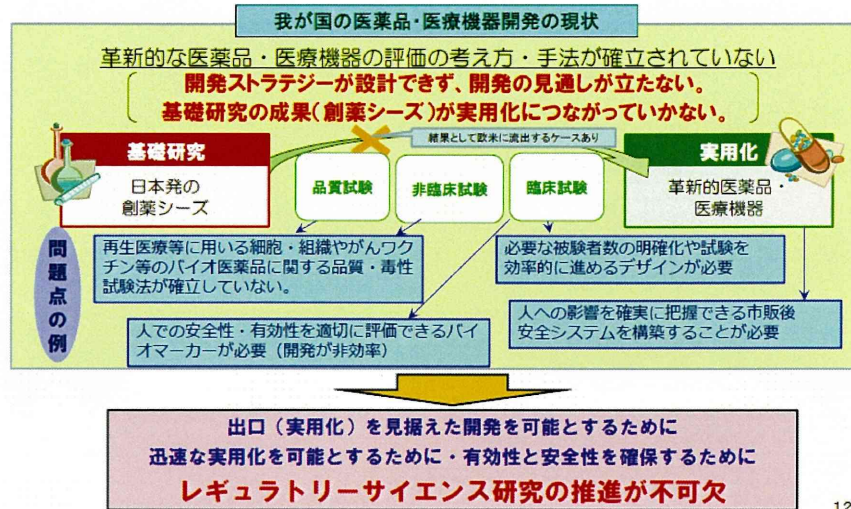 我が国の医薬品・医療機器開発の現状
革新的な医薬品・医療機器の評価の考え方・手法が確立されていない
開発ストラテジーが設計できず、開発の見通しが立たない。
基礎研究の成果(創薬シーズ)が実用化につながっていかない。
結果として欧米に流出するケースあり
基礎研究
日本発の
創薬シーズ
品質試験
非臨床試験
臨床試験
実用化
革新的医薬品・
医療機器
問題点の例
再生医療等に用いる細胞・組織やがんワク
チン等のバイオ医薬品に関する品質・毒性
試験法が確立していない。
必要な被験者数の明確化や試験を
効率的に進めるデザインが必要
人での安全性・有効性を適切に評価できるバイ
オマーカーが必要（開発が非効率）
人への影響を確実に把握できる市販後
安全システムを構築することが必要
出口（実用化）を見据えた開発を可能とするために
迅速な実用化を可能とするために・有効性と安全性を確保するために
レギュラトリーサイエンス研究の推進が不可欠
12